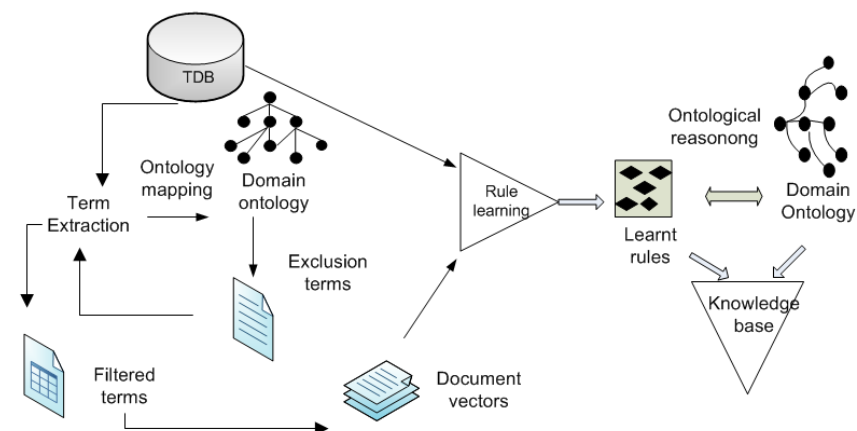 TDB
Ontology
mapping
Domain
ontology
Term
Extraction
Exclusion
terms
Filtered
terms
Document
vectors
Rule
learning
Learnt
rules
Ontological
reasonong
Domain
Ontology
Knowledge
base